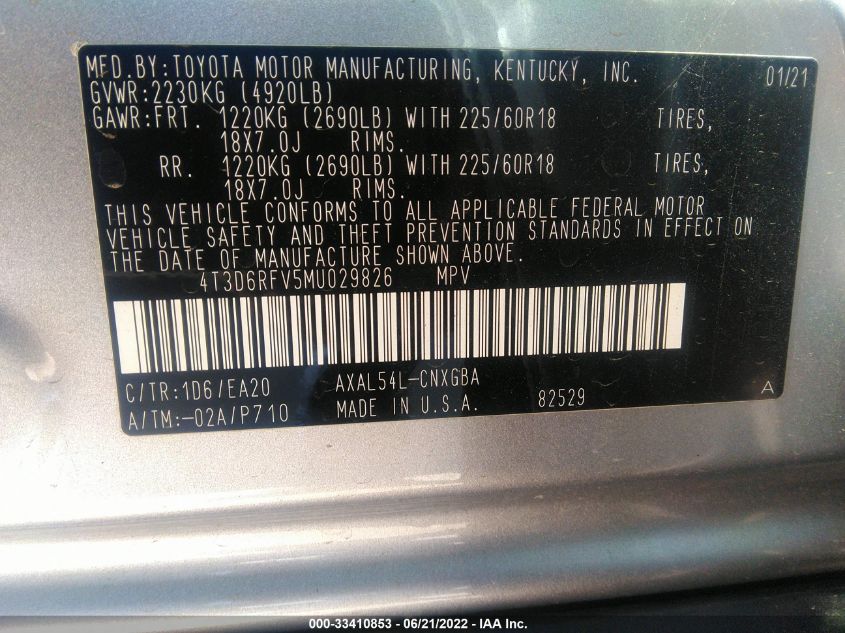 MFD.BY:TOYOTA MOTOR MANUFACTURING, KENTUCKY, INC. 01/21
GVWR:2230KG (4920LB)
GAWR:FRT. 1220KG (2690LB) WITH 225/60R18 TIRES,
18X7.0J RIMS.
RR. 1220KG (2690LB) WITH 225/60R18 TIRES,
18X7.0J RIMS.
THIS VEHICLE CONFORMS TO ALL APPLICABLE FEDERAL MOTOR
VEHICLE SAFETY AND THEFT PREVENTION STANDARDS IN EFFECT ON
THE DATE OF MANUFACTURE SHOWN ABOVE.
4T3D6RFV5MU029826 MPV
C/TR:1D6/EA20 AXAL54L-CNXGBA A
A/TM:-02A/P710 MADE IN U.S.A. 82529
000-33410853 - 06/21/2022 - IAA Inc.